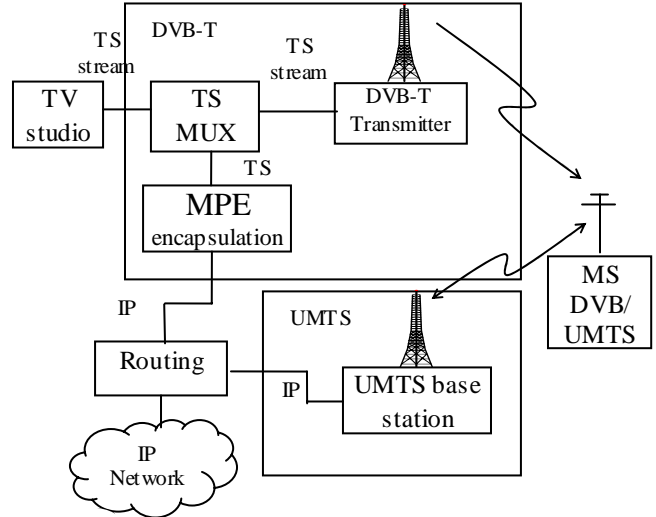 DVB-T
TS
stream
TS
stream
TV
studio
TS
MUX
DVB-T
Transmitter
TS
MPE
encapsulation
MS
DVB/
UMTS
IP
UMTS
Routing
IP
UMTS base
station
IP
Network